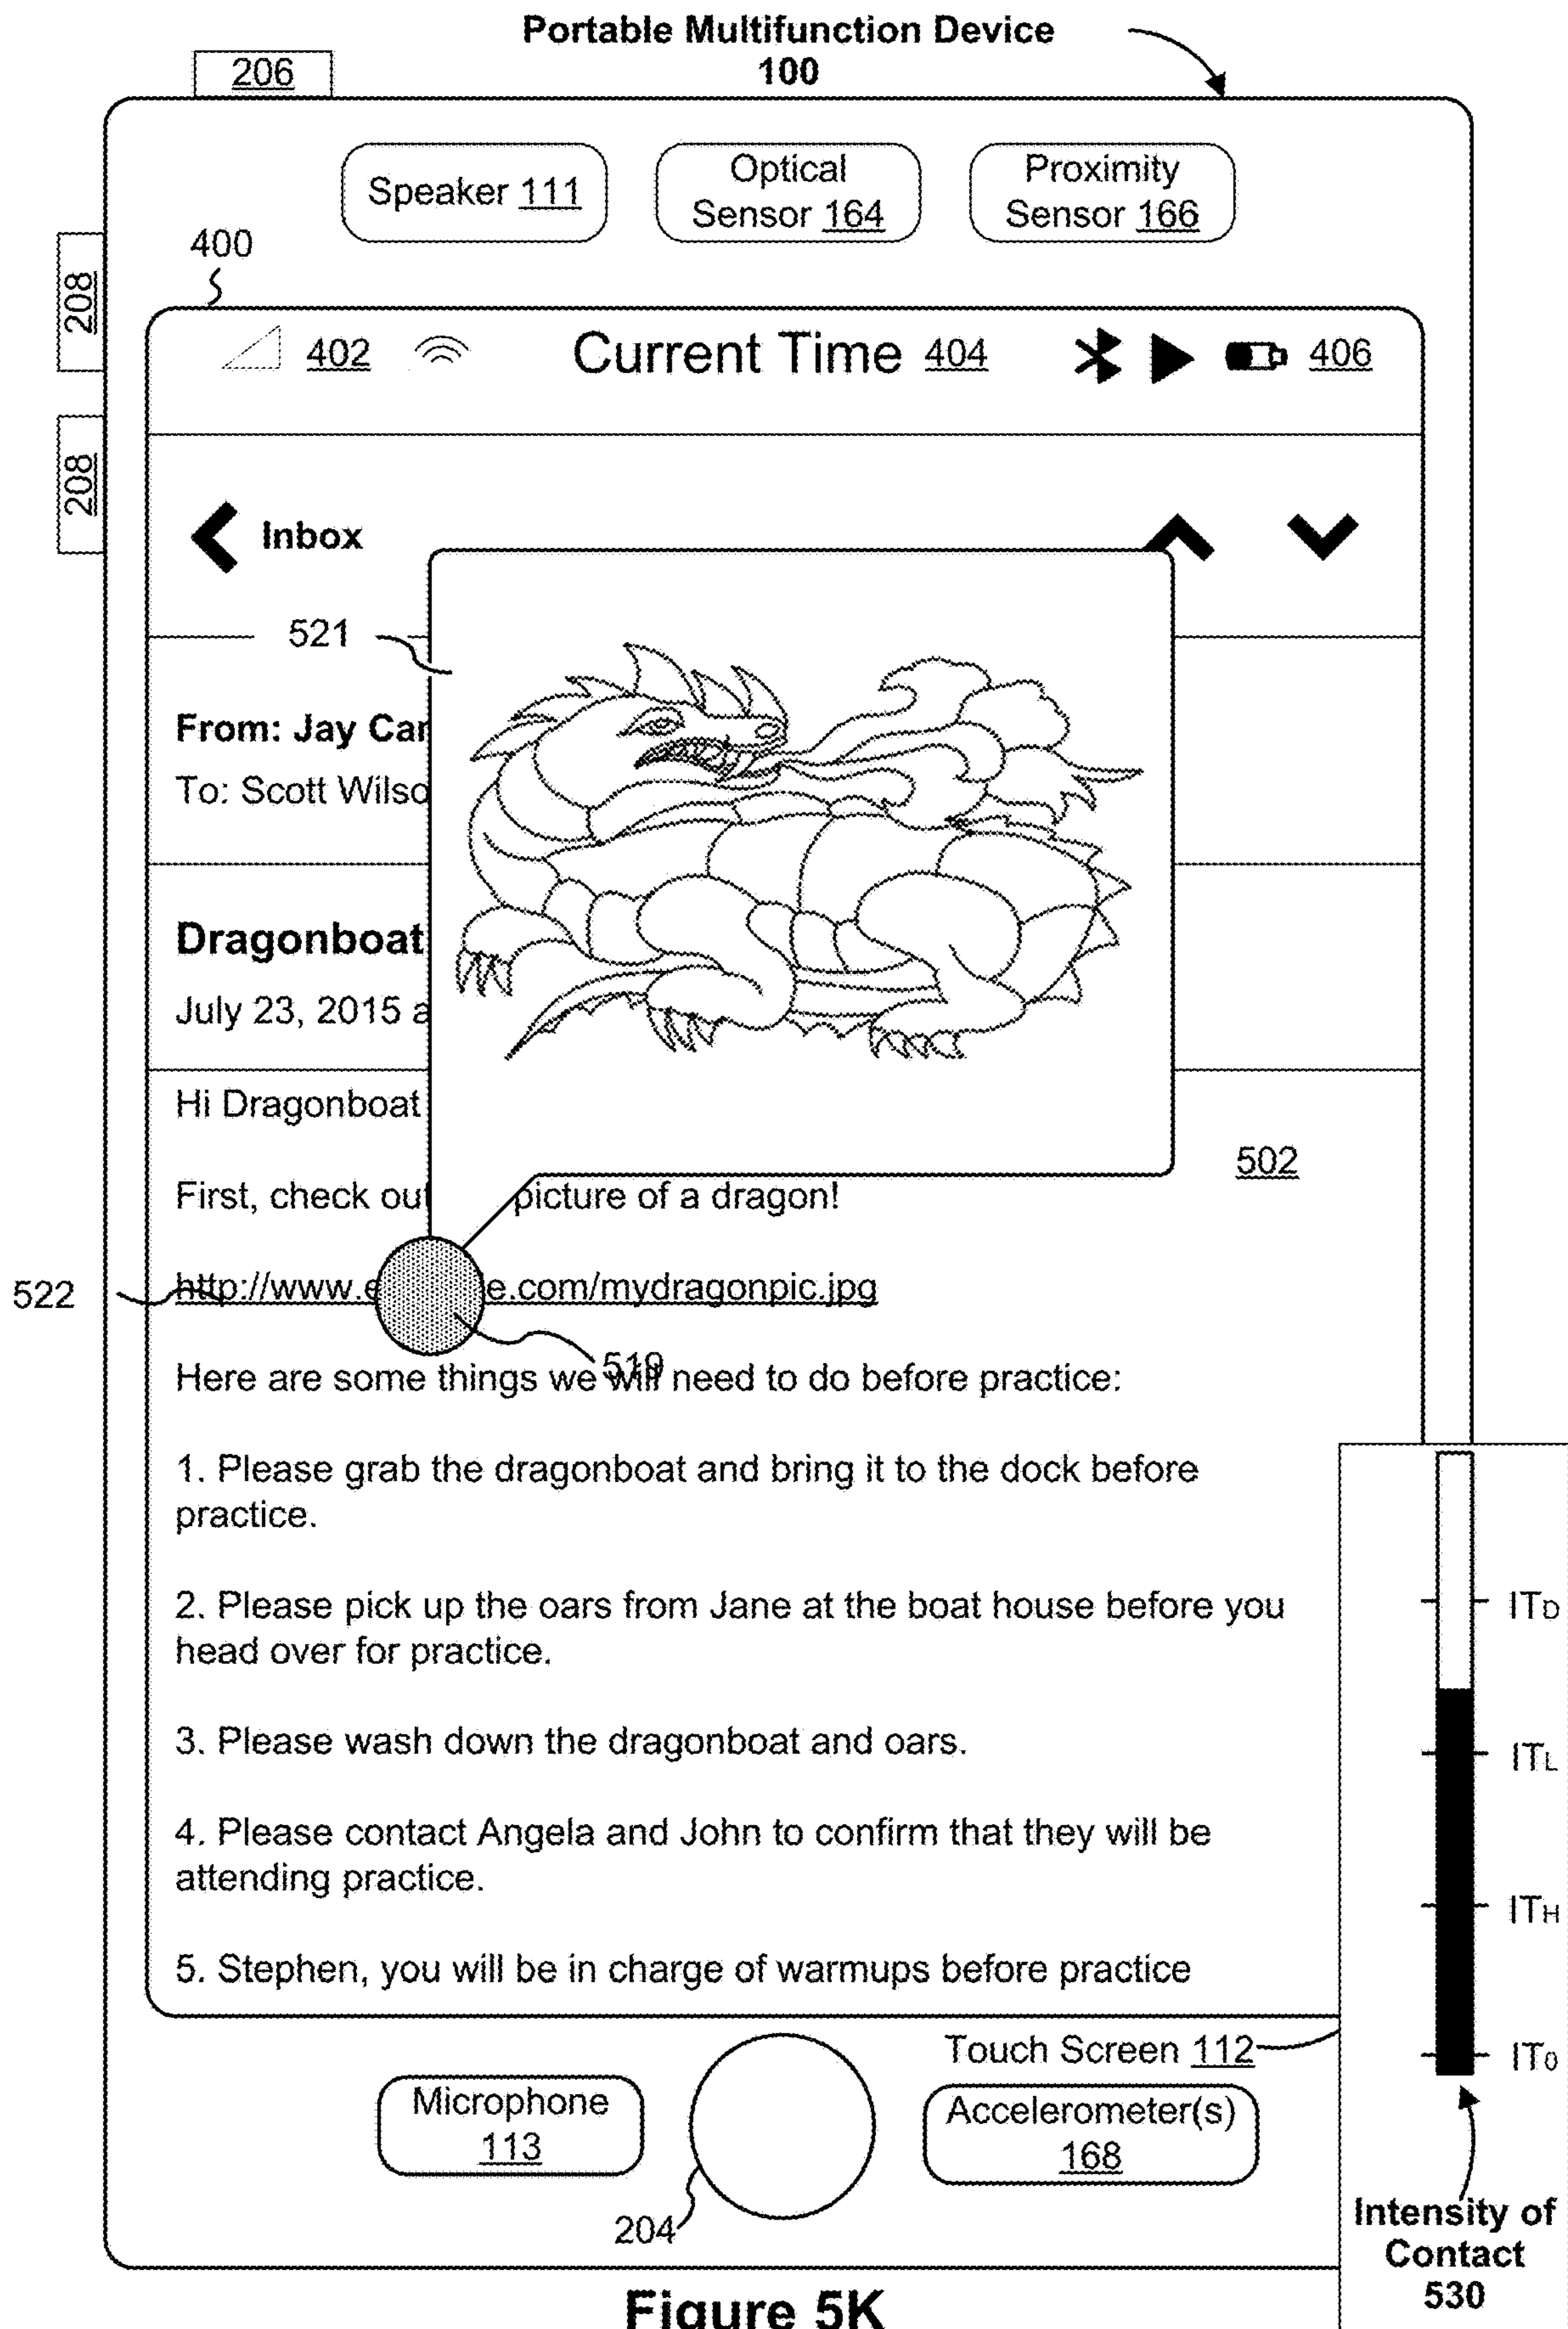 Portable Multifunction Device
100
206
Speaker 111
Optical
Sensor 164
Proximity
Sensor 166
400
208
402
Current Time 404
406
208
Inbox
521
From: Jay Car
To: Scott Wilso
Dragonboat
July 23, 2015 a
Hi Dragonboat
502
First, check out picture of a dragon!
522
http://www.e e.com/mydragonpic.jpg
519
Here are some things we will need to do before practice:
1. Please grab the dragonboat and bring it to the dock before
practice.
2. Please pick up the oars from Jane at the boat house before you
head over for practice.
3. Please wash down the dragonboat and oars.
4. Please contact Angela and John to confirm that they will be
attending practice.
5. Stephen, you will be in charge of warmups before practice
ITD
ITL
ITH
IT0
Touch Screen 112
Microphone
113
Accelerometer(s)
168
204
Intensity of
Contact
530
Figure 5K